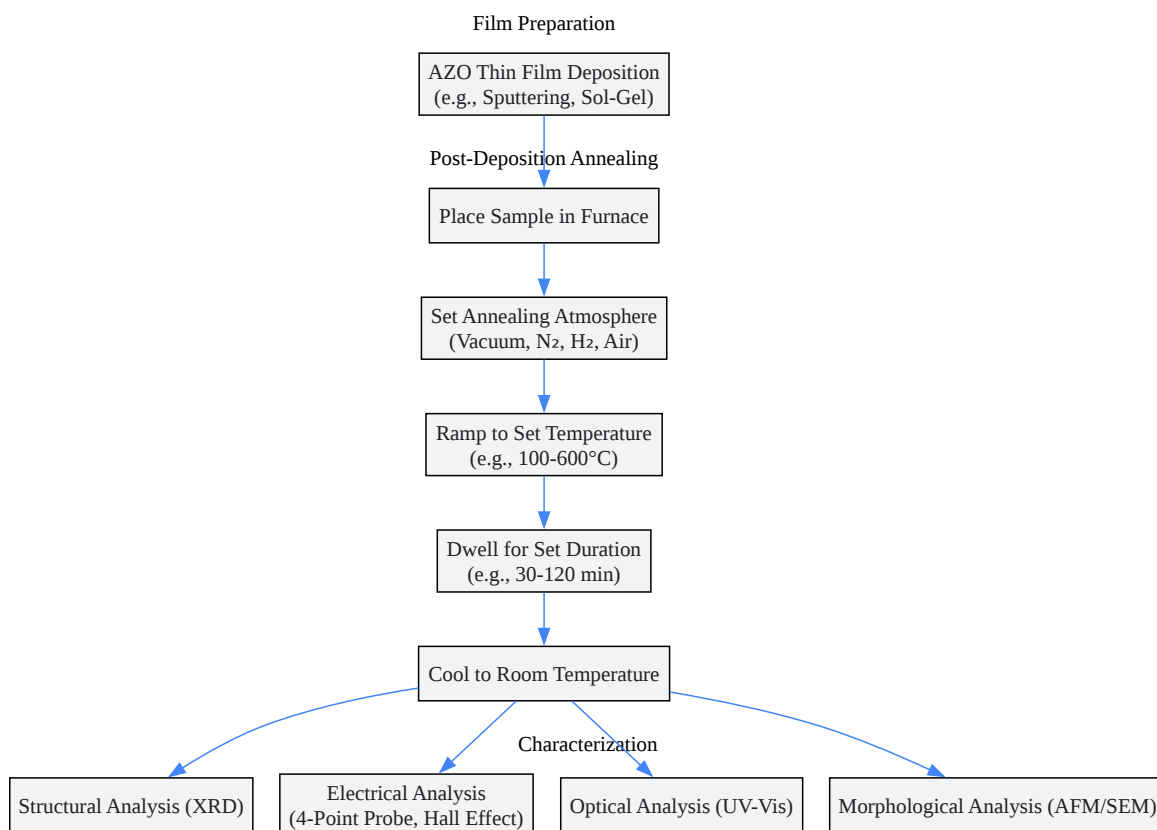 Film Preparation
AZO Thin Film Deposition
(e.g., Sputtering, Sol-Gel)
Post-Deposition Annealing
Place Sample in Furnace
Set Annealing Atmosphere
(Vacuum, N₂, H₂, Air)
Ramp to Set Temperature
(e.g., 100-600°C)
Dwell for Set Duration
(e.g., 30-120 min)
Cool to Room Temperature
Characterization
Structural Analysis (XRD)
Electrical Analysis
(4-Point Probe, Hall Effect)
Optical Analysis (UV-Vis)
Morphological Analysis (AFM/SEM)